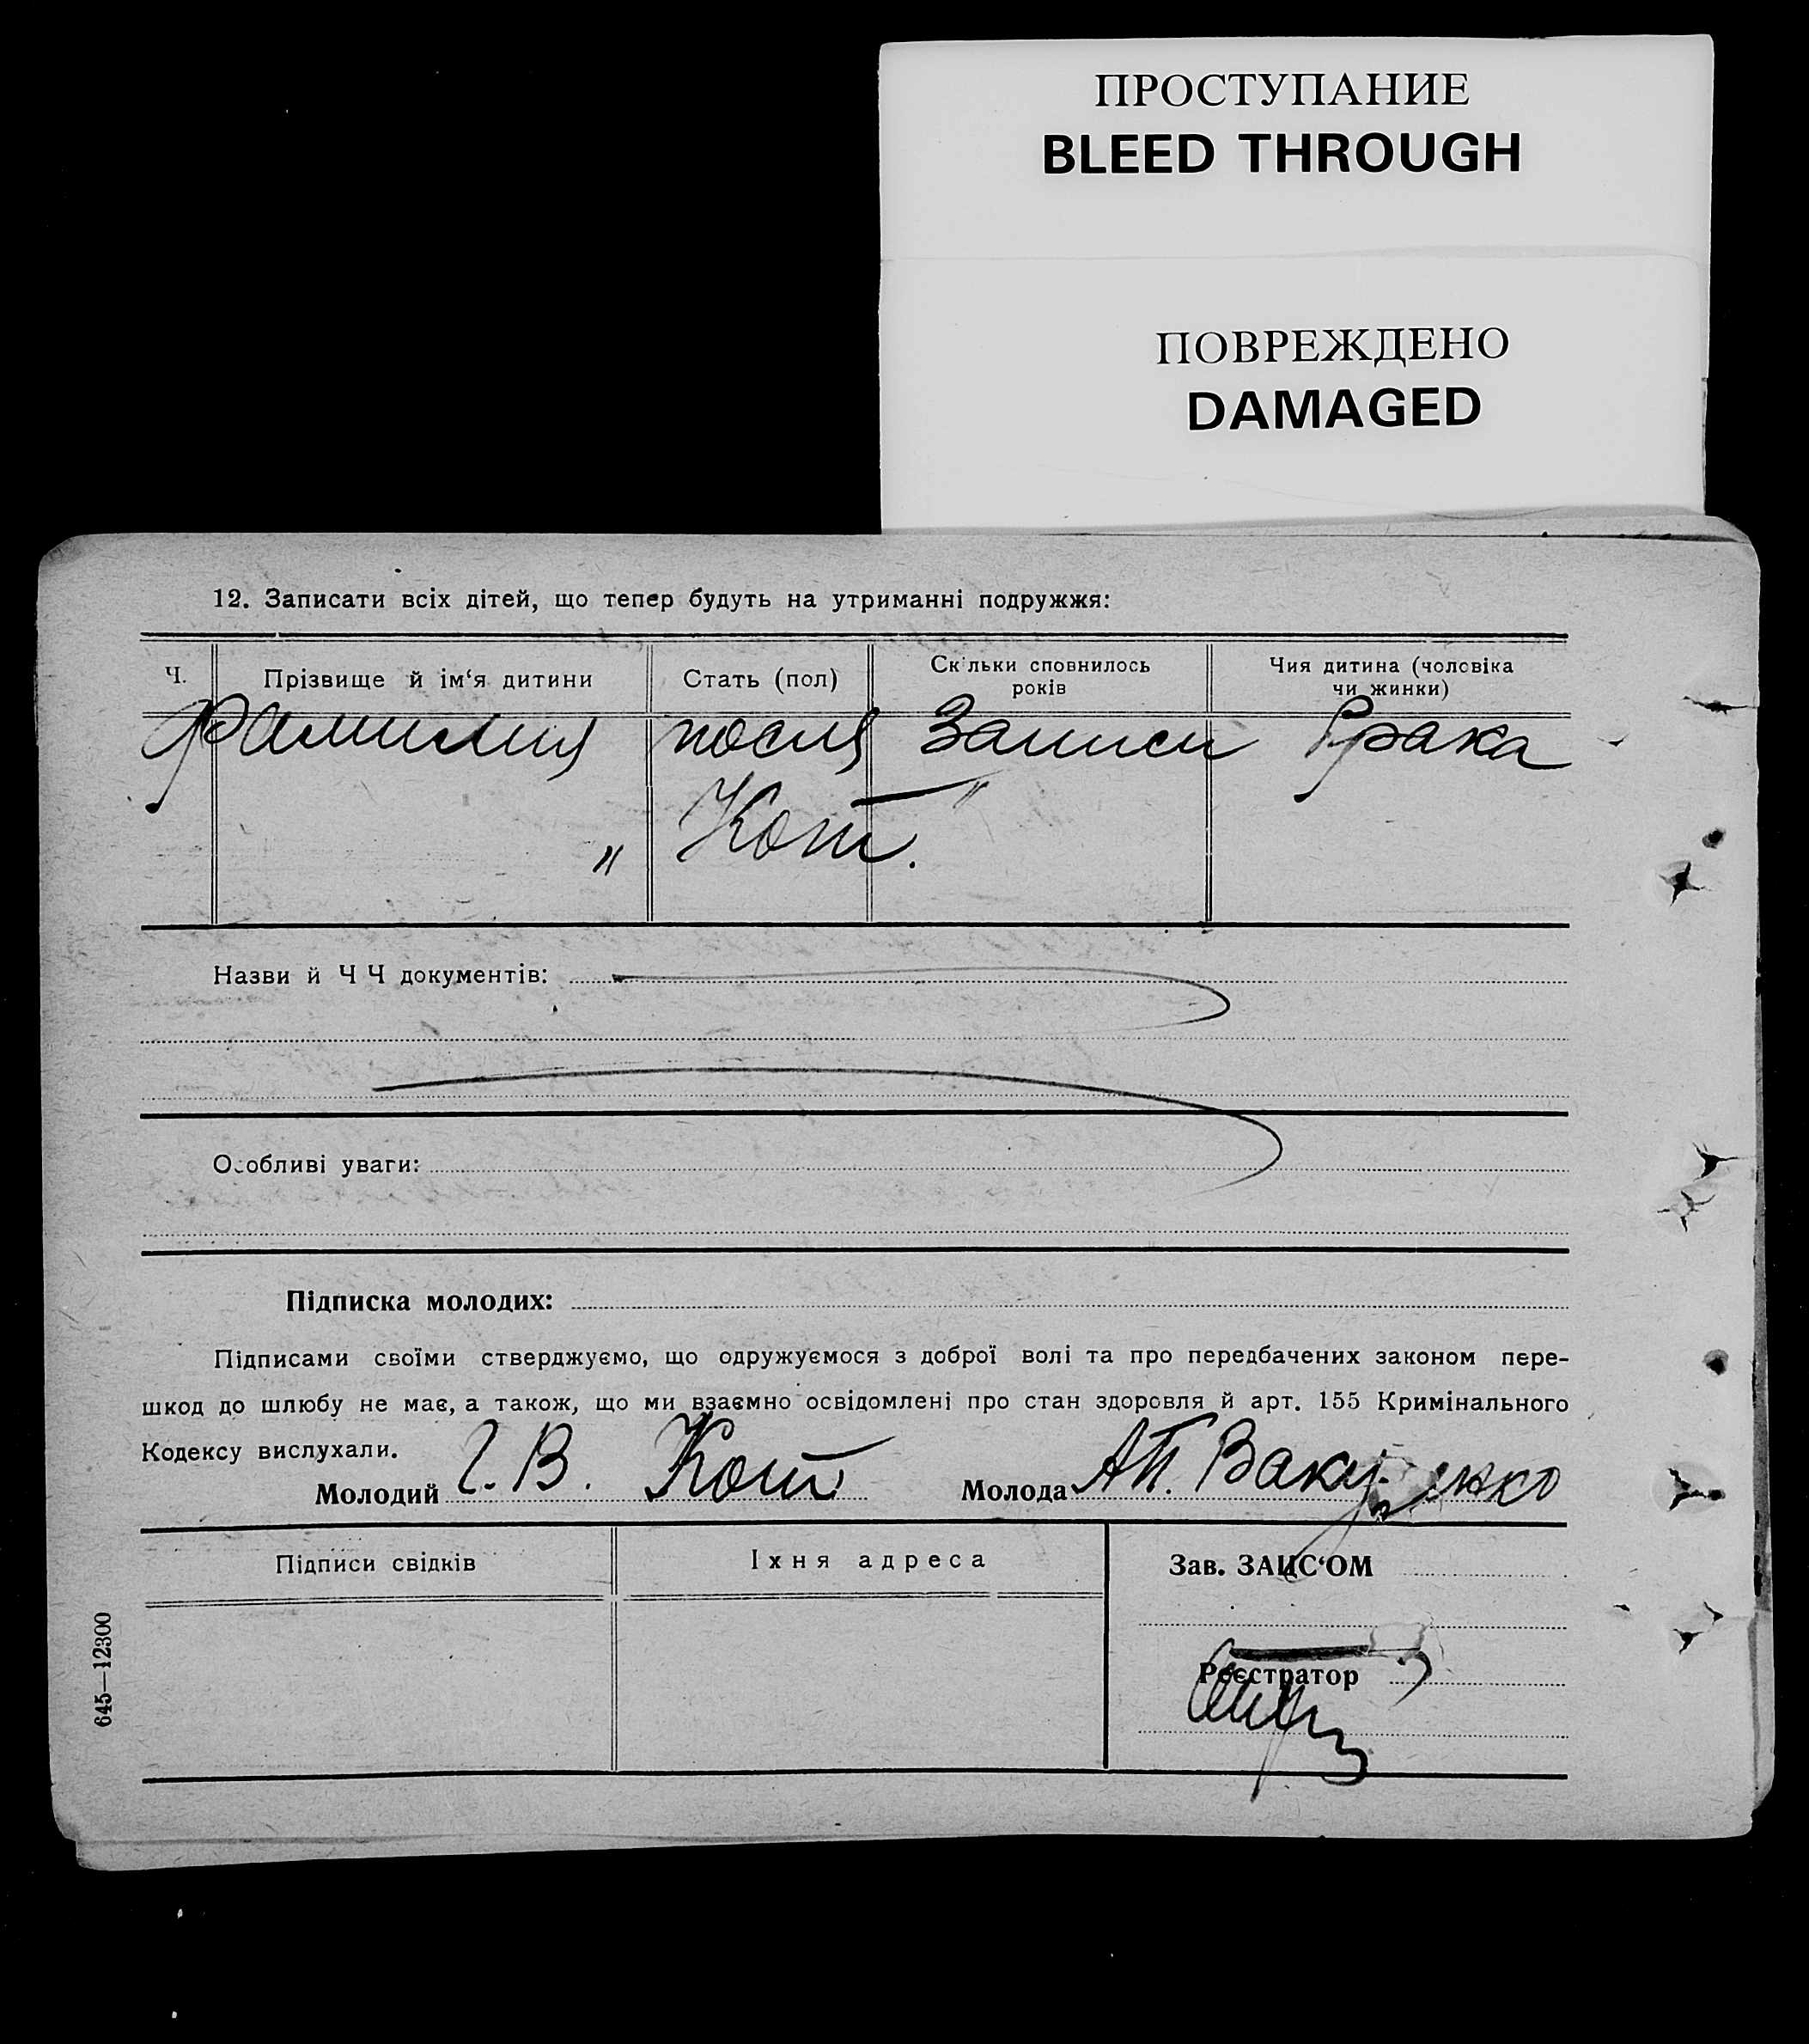 ПРОСТУПАНИЕ
BLEED THROUGH
ПОВРЕЖДЕНО
DAMAGED
12. Записати всіх дітей, що тепер будуть на утриманні подружжя:
Ч. Прізвище й ім‘я дитини Стать (пол) Скільки сповнилось років Чия дитина (чоловіка чи жинки)
Фамилия после Записи брака
„ Кот. "
Назви й Ч Ч документів:
Особливі уваги:
Підписка молодих:
Підписами своїми стверджуємо, що одружуємося з доброї волі та про передбачених законом пере-
шкод до шлюбу не має, а також, що ми взаємно освідомлені про стан здоровля й арт. 155 Кримінального
Кодексу вислухали.
Молодий Г. В. Кот Молода АП.
Підписи свідків Їхня адреса Зав. ЗАЦС‘ОМ
Реєстратор
645—12300